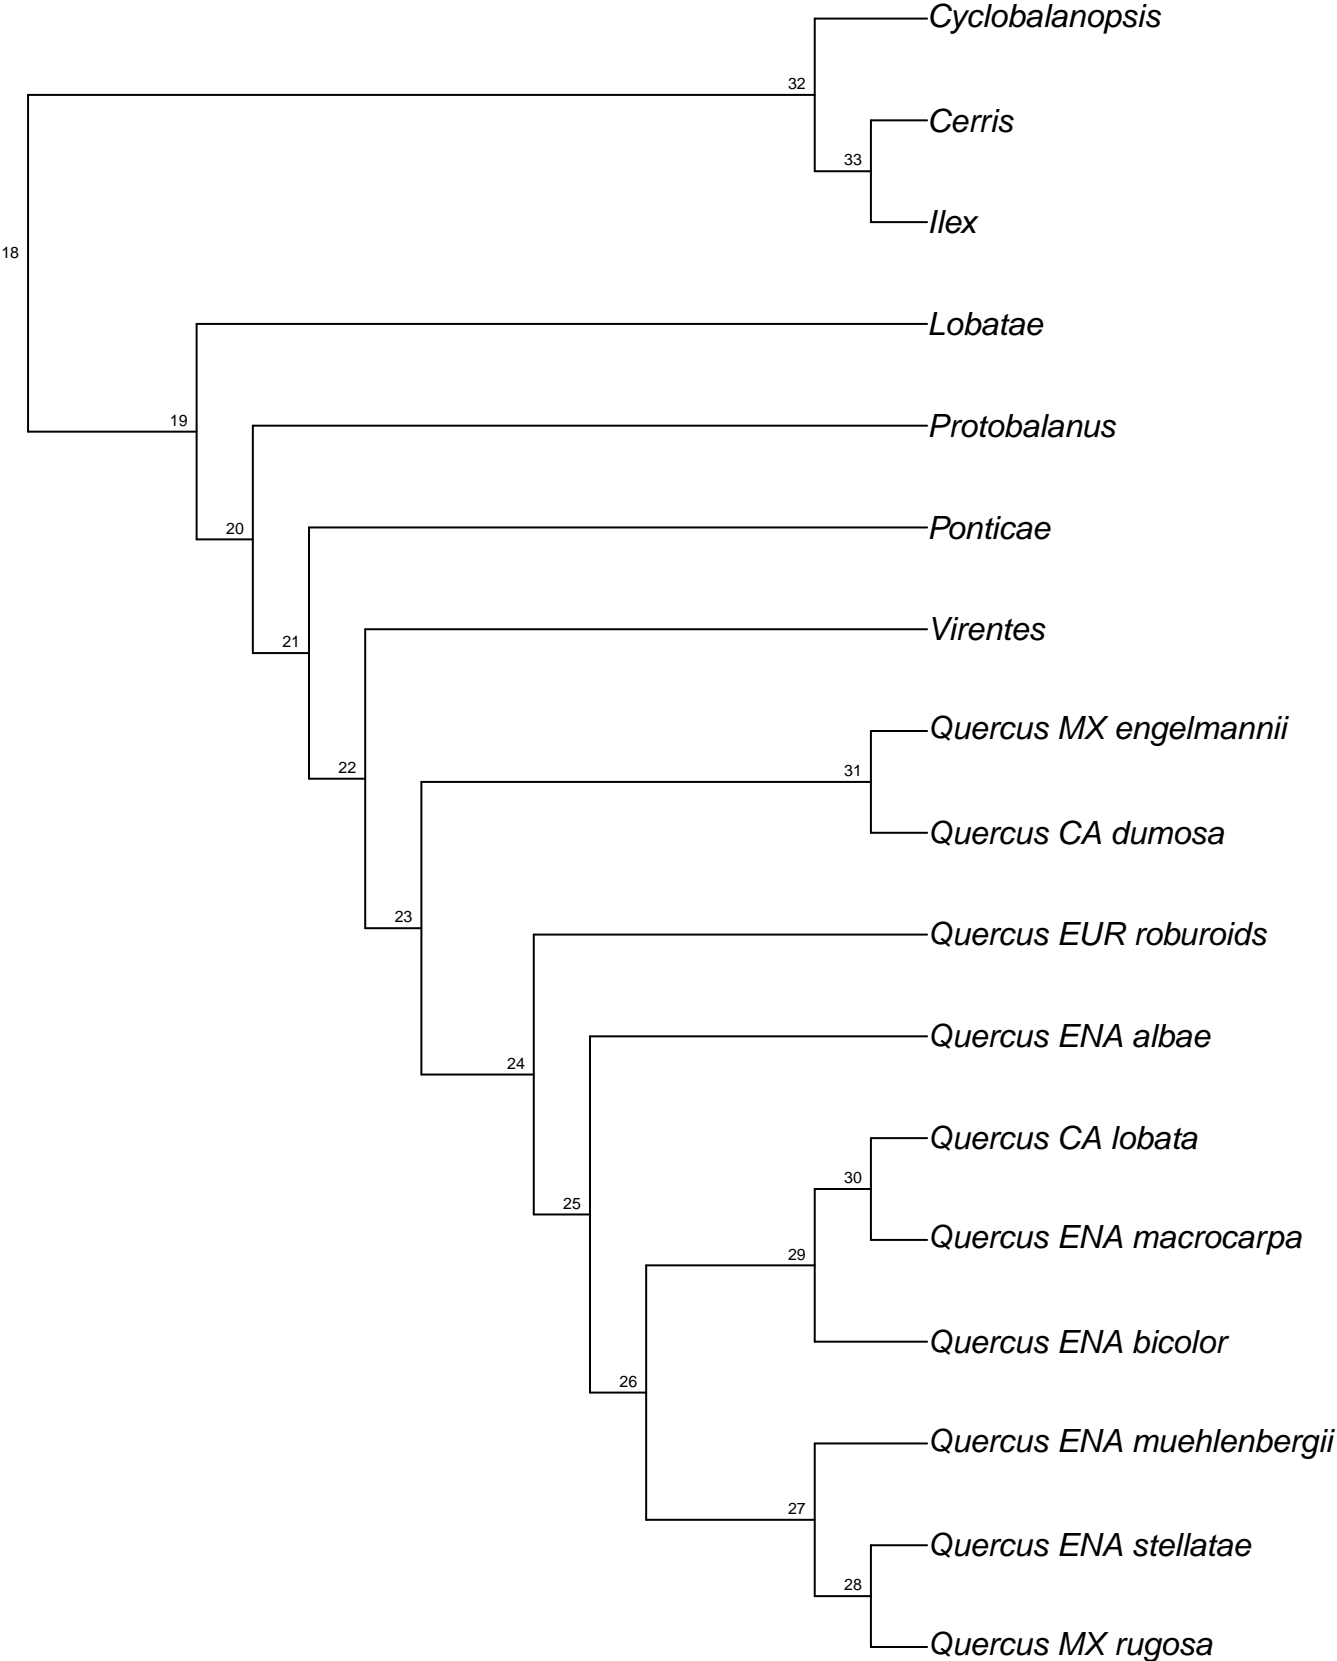 Cyclobalanopsis
32
Cerris
33
Ilex
18
Lobatae
19
Protobalanus
20
Ponticae
21
Virentes
22
Quercus MX engelmannii
31
Quercus CA dumosa
23
Quercus EUR roburoids
Quercus ENA albae
24
Quercus CA lobata
30
25
Quercus ENA macrocarpa
29
Quercus ENA bicolor
26
Quercus ENA muehlenbergii
27
Quercus ENA stellatae
28
Quercus MX rugosa